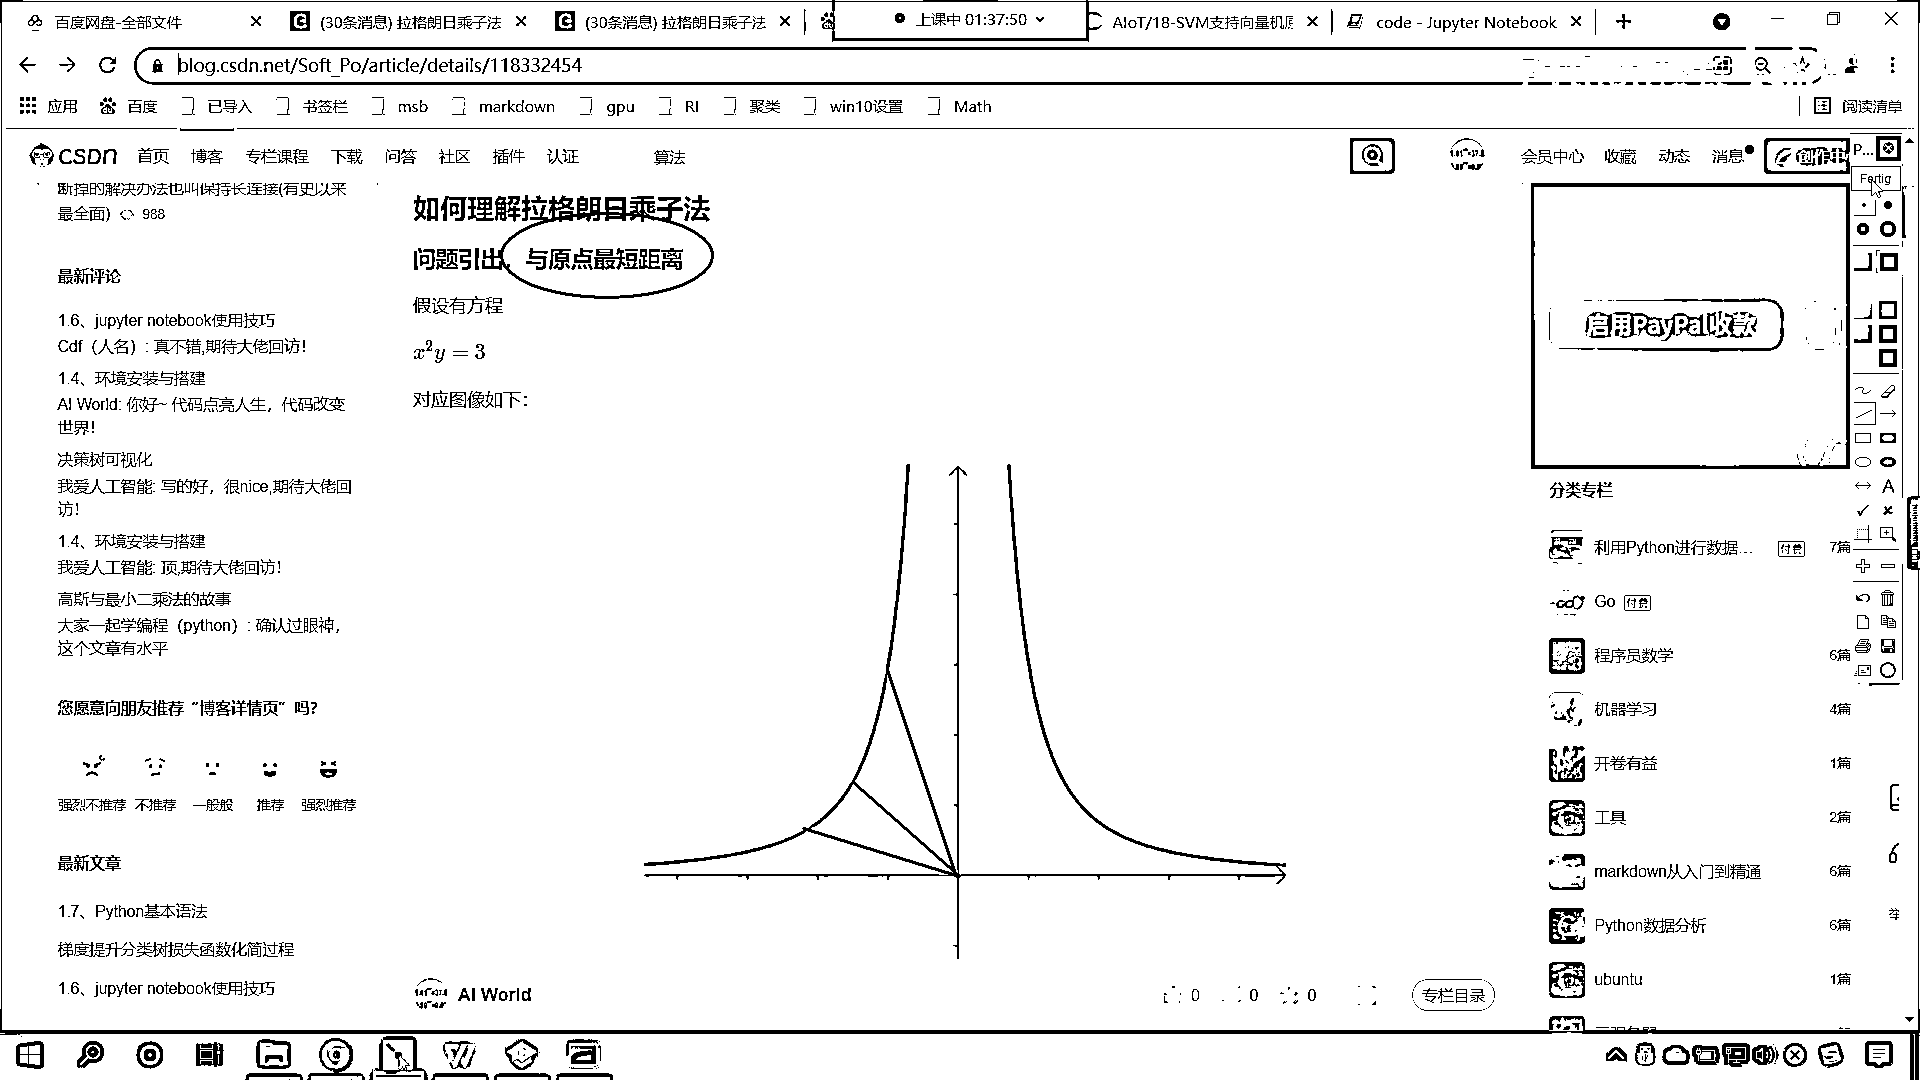 百度网盘-全部文件
(30条消息) 拉格朗日乘子法
(30条消息) 拉格朗日乘子法
上课中 01:37:50
AIoT/18-SVM支持向量机
code - Jupyter Notebook
blog.csdn.net/Soft_Po/article/details/118332454
应用 百度 已导入 书签栏 msb markdown gpu RI 聚类 win10设置 Math 阅读清单
CSDN 首页 博客 专栏课程 下载 问答 社区 插件 认证 算法 会员中心 收藏 动态 消息 创作中
P...
Fertig
断掉的解决办法也叫保持长连接(有史以来
最全面) 988
最新评论
1.6、jupyter notebook使用技巧
Cdf（人名）: 真不错,期待大佬回访！
1.4、环境安装与搭建
AI World: 你好~ 代码点亮人生，代码改变
世界！
决策树可视化
我爱人工智能: 写的好，很nice,期待大佬回
访！
1.4、环境安装与搭建
我爱人工智能: 顶,期待大佬回访！
高斯与最小二乘法的故事
大家一起学编程（python）: 确认过眼神，
这个文章有水平
您愿意向朋友推荐“博客详情页”吗？
强烈不推荐 不推荐 一般般 推荐 强烈推荐
最新文章
1.7、Python基本语法
梯度提升分类树损失函数化简过程
1.6、jupyter notebook使用技巧
如何理解拉格朗日乘子法
问题引出 与原点最短距离
假设有方程
x²y = 3
对应图像如下：
AI World
0 0 0
专栏目录
启用PayPal收款
分类专栏
利用Python进行数据... 付费 7篇
Go 付费
程序员数学 6篇
机器学习 4篇
开卷有益 1篇
工具 2篇
markdown从入门到精通 6篇
Python数据分析 6篇
ubuntu 1篇